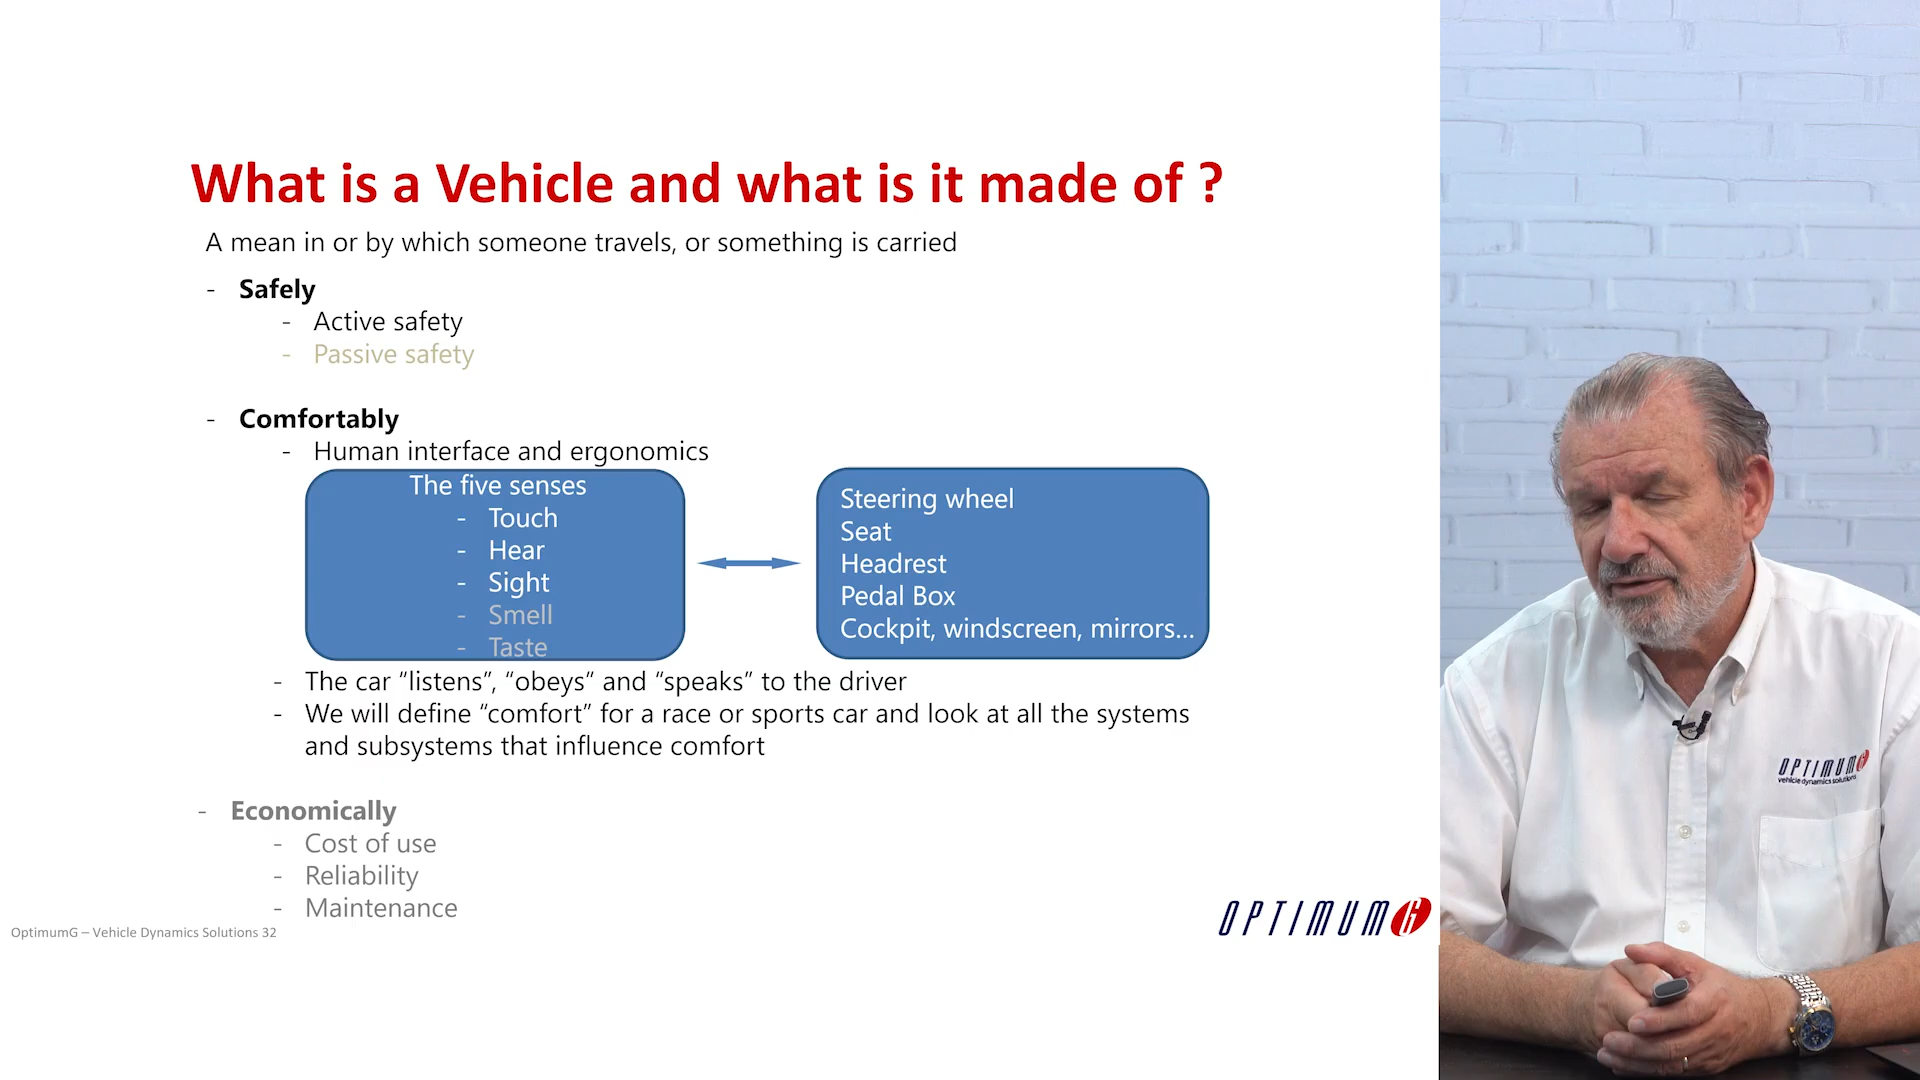 What is a Vehicle and what is it made of ?
A mean in or by which someone travels, or something is carried
- Safely
- Active safety
- Passive safety
- Comfortably
- Human interface and ergonomics
The five senses
- Touch
- Hear
- Sight
- Smell
- Taste
Steering wheel
Seat
Headrest
Pedal Box
Cockpit, windscreen, mirrors...
- The car “listens”, “obeys” and “speaks” to the driver
- We will define “comfort” for a race or sports car and look at all the systems
and subsystems that influence comfort
- Economically
- Cost of use
- Reliability
- Maintenance
OptimumG – Vehicle Dynamics Solutions 32
OPTIMUMG
OPTIMUMG
vehicle dynamics solutions